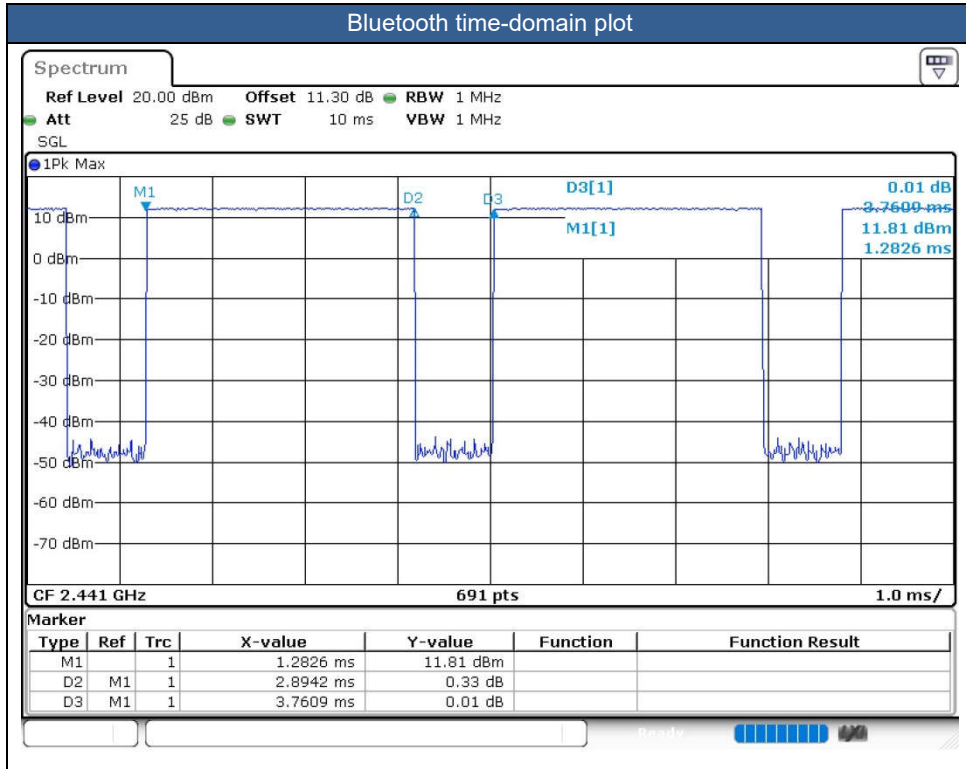 Bluetooth time-domain plot
Spectrum
Ref Level 20.00 dBm Offset 11.30 dB RBW 1 MHz
Att 25 dB SWT 10 ms VBW 1 MHz
SGL
1Pk Max
M1 D2 D3 D3[1] 0.01 dB
3.7609 ms
10 dBm M1[1] 11.81 dBm
1.2826 ms
0 dBm
-10 dBm
-20 dBm
-30 dBm
-40 dBm
-50 dBm
-60 dBm
-70 dBm
CF 2.441 GHz 691 pts 1.0 ms/
Marker
Type Ref Trc X-value Y-value Function Function Result
M1 1 1.2826 ms 11.81 dBm
D2 M1 1 2.8942 ms 0.33 dB
D3 M1 1 3.7609 ms 0.01 dB
Ready